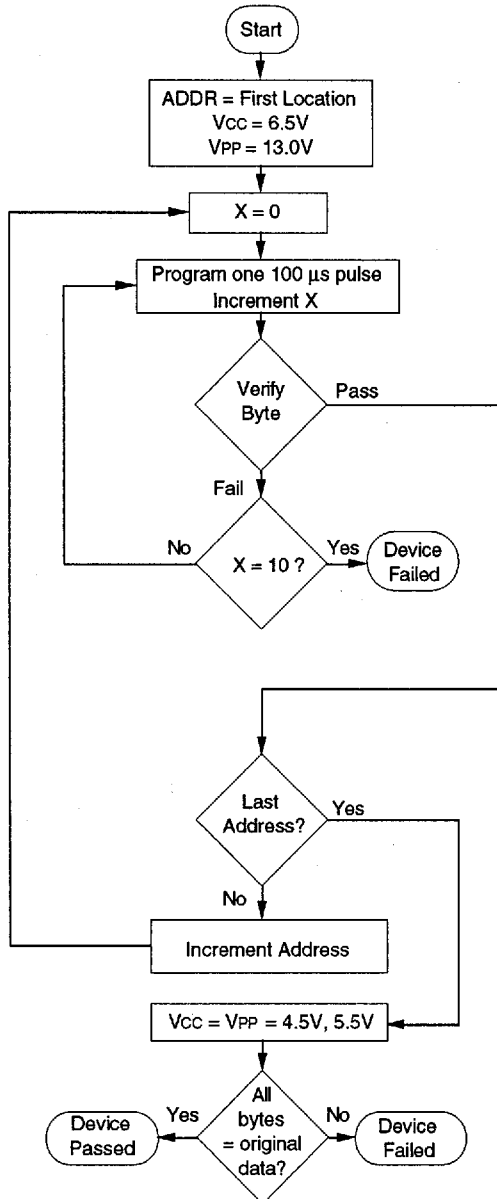 Start
ADDR = First Location
VCC = 6.5V
VPP = 13.0V
X = 0
Program one 100 µs pulse
Increment X
Verify
Byte
Pass
Fail
No
X = 10 ?
Yes
Device
Failed
Last
Address?
Yes
No
Increment Address
VCC = VPP = 4.5V, 5.5V
Device
Passed
Yes
All
bytes
= original
data?
No
Device
Failed